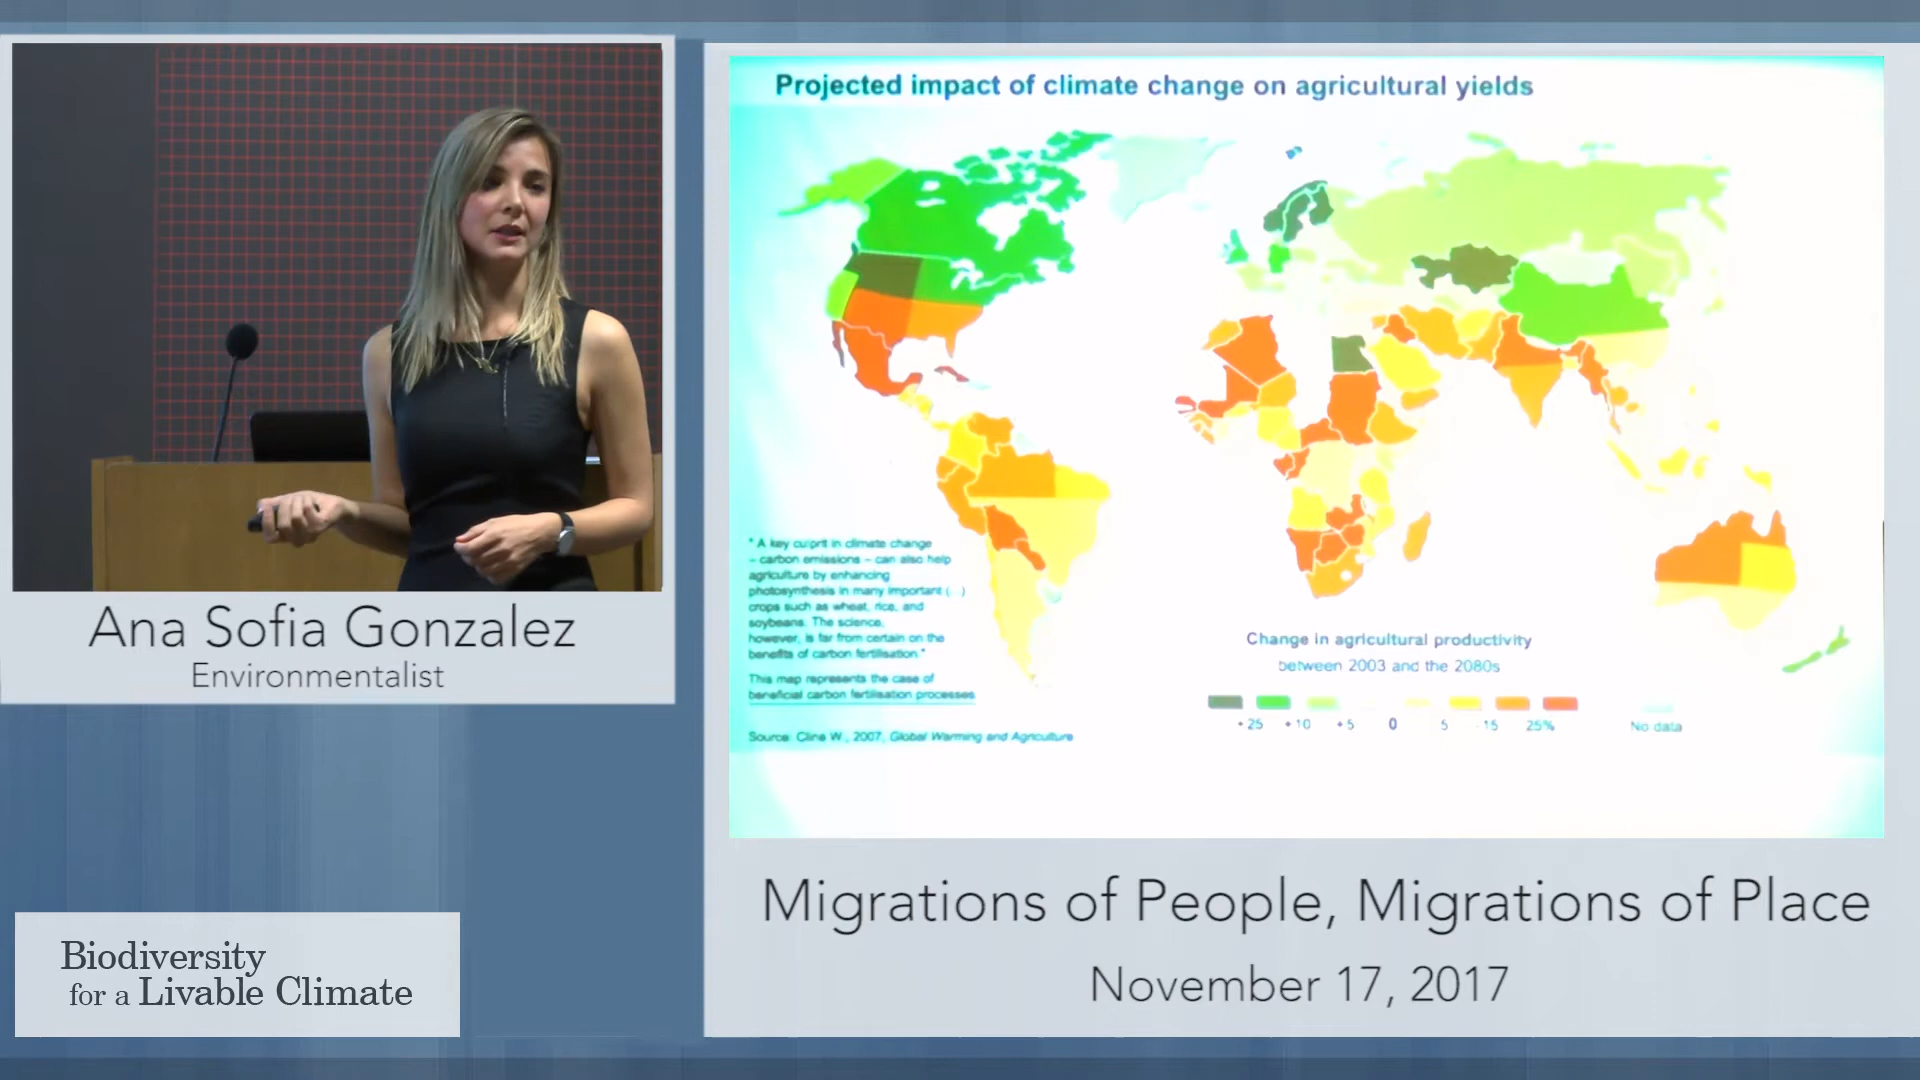 Projected impact of climate change on agricultural yields
" A key culprit in climate change
– carbon emissions – can also help
agriculture by enhancing
photosynthesis in many important (...)
crops such as wheat, rice, and
soybeans. The science,
however, is far from certain on the
benefits of carbon fertilisation."
This map represents the case of
beneficial carbon fertilisation processes
Source: Cline W., 2007, Global Warming and Agriculture
Change in agricultural productivity
between 2003 and the 2080s
+25 +10 +5 0 5 - 15 25% No data
Ana Sofia Gonzalez
Environmentalist
Migrations of People, Migrations of Place
November 17, 2017
Biodiversity
for a Livable Climate